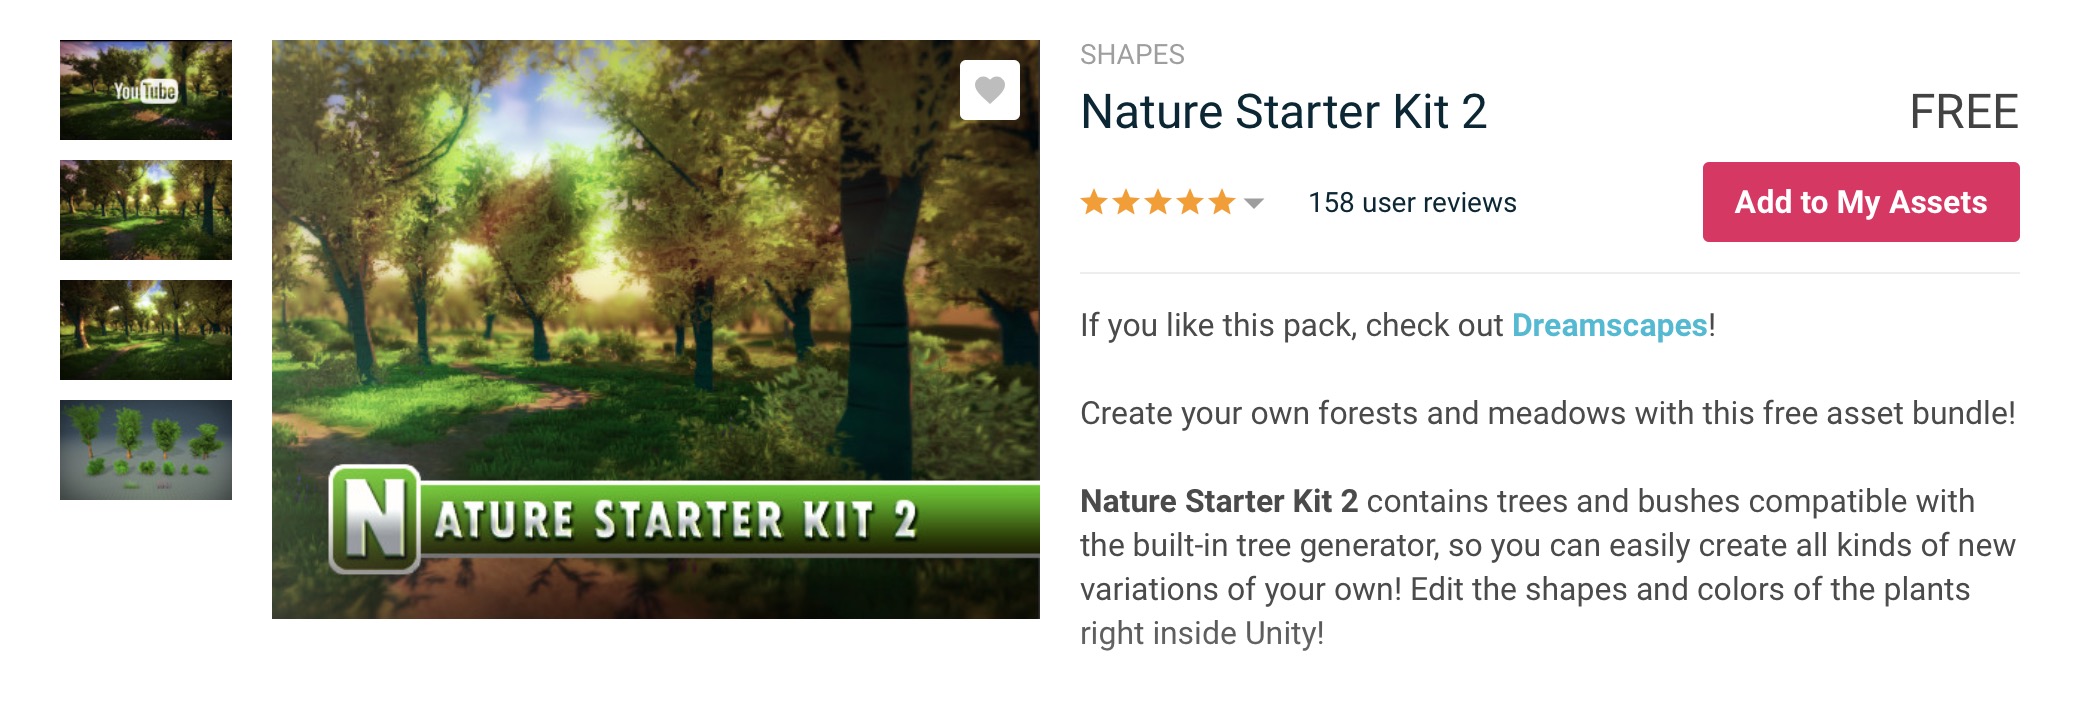 YouTube
NATURE STARTER KIT 2
SHAPES
Nature Starter Kit 2
FREE
158 user reviews
Add to My Assets
If you like this pack, check out Dreamscapes!
Create your own forests and meadows with this free asset bundle!
Nature Starter Kit 2 contains trees and bushes compatible with
the built-in tree generator, so you can easily create all kinds of new
variations of your own! Edit the shapes and colors of the plants
right inside Unity!